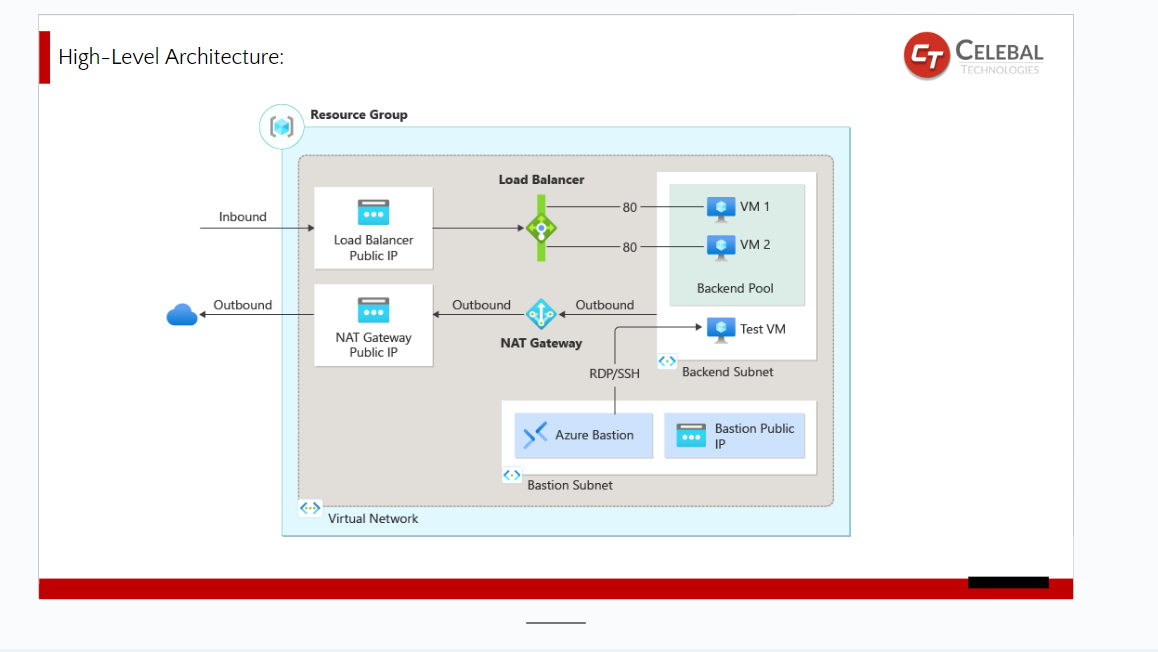 High-Level Architecture:
CT CELEBAL
TECHNOLOGIES
Resource Group
Load Balancer
Inbound
Load Balancer
Public IP
80
VM 1
80
VM 2
Backend Pool
Outbound
NAT Gateway
Public IP
Outbound
NAT Gateway
Outbound
Test VM
Backend Subnet
RDP/SSH
Azure Bastion
Bastion Public
IP
Bastion Subnet
Virtual Network